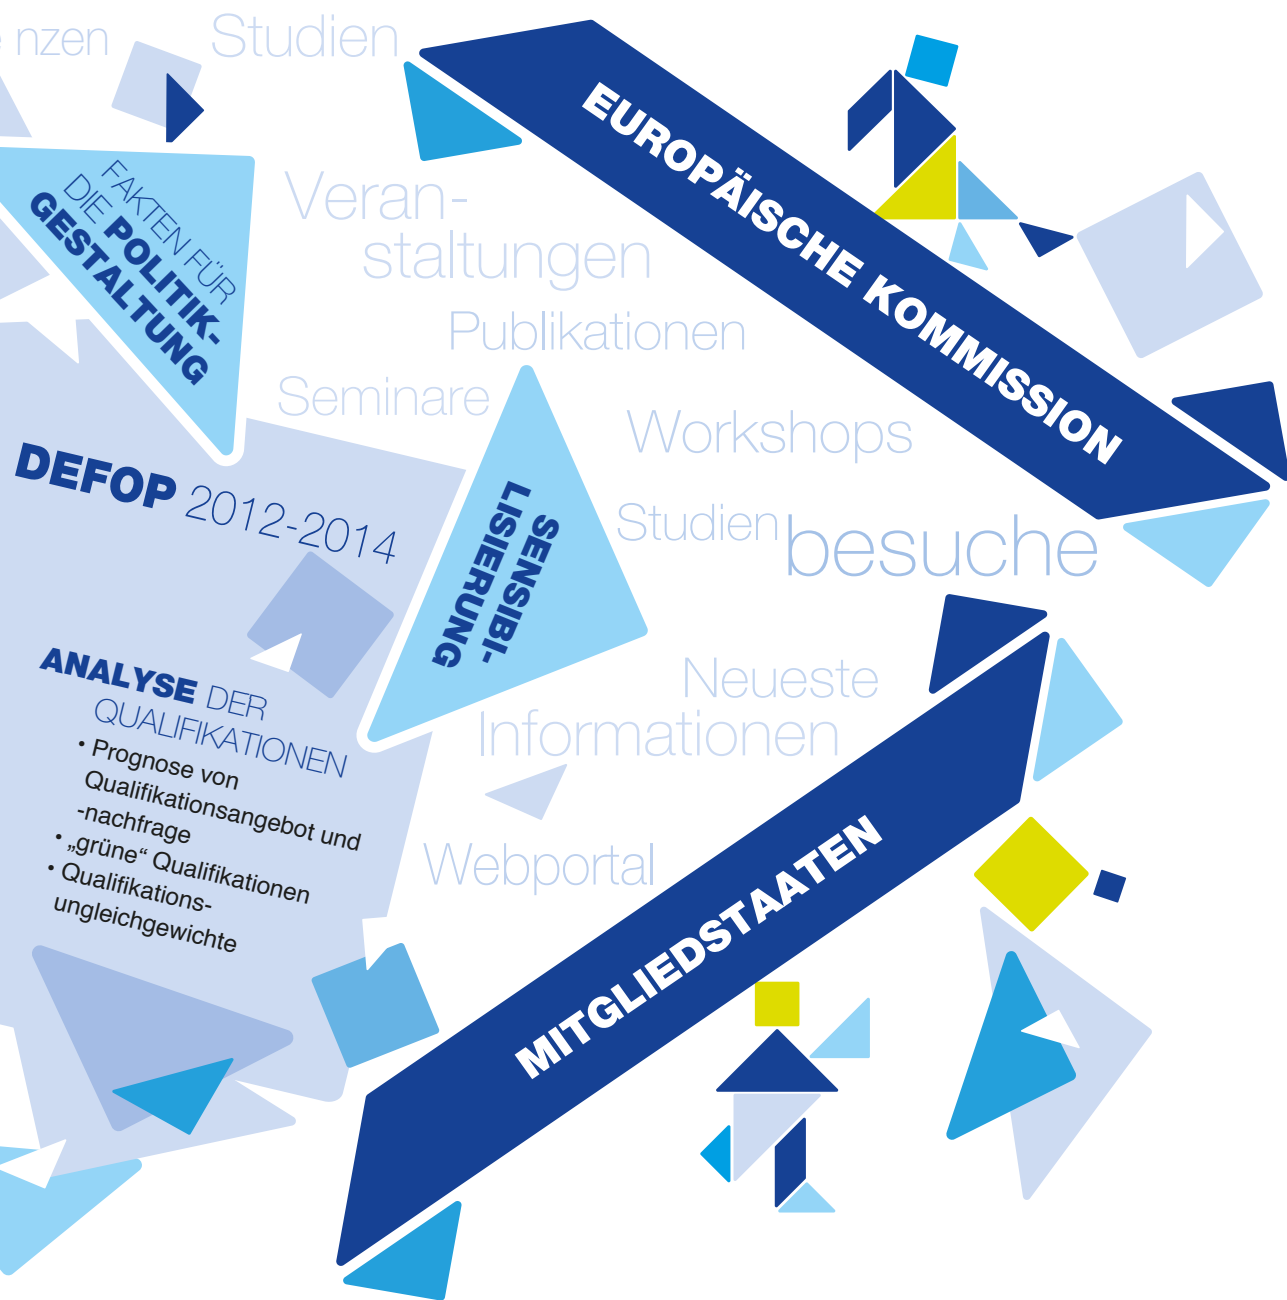 nzen
Studien
EUROPÄISCHE KOMMISSION
FAKTEN FÜR
DIE POLITIK-
GESTALTUNG
Veran-
staltungen
Publikationen
Seminare
Workshops
DEFOP 2012-2014
SENSIBI-
LISIERUNG
Studien
besuche
ANALYSE DER
QUALIFIKATIONEN
• Prognose von
Qualifikationsangebot und
-nachfrage
• „grüne“ Qualifikationen
• Qualifikations-
ungleichgewichte
Neueste
Informationen
Webportal
MITGLIEDSTAATEN